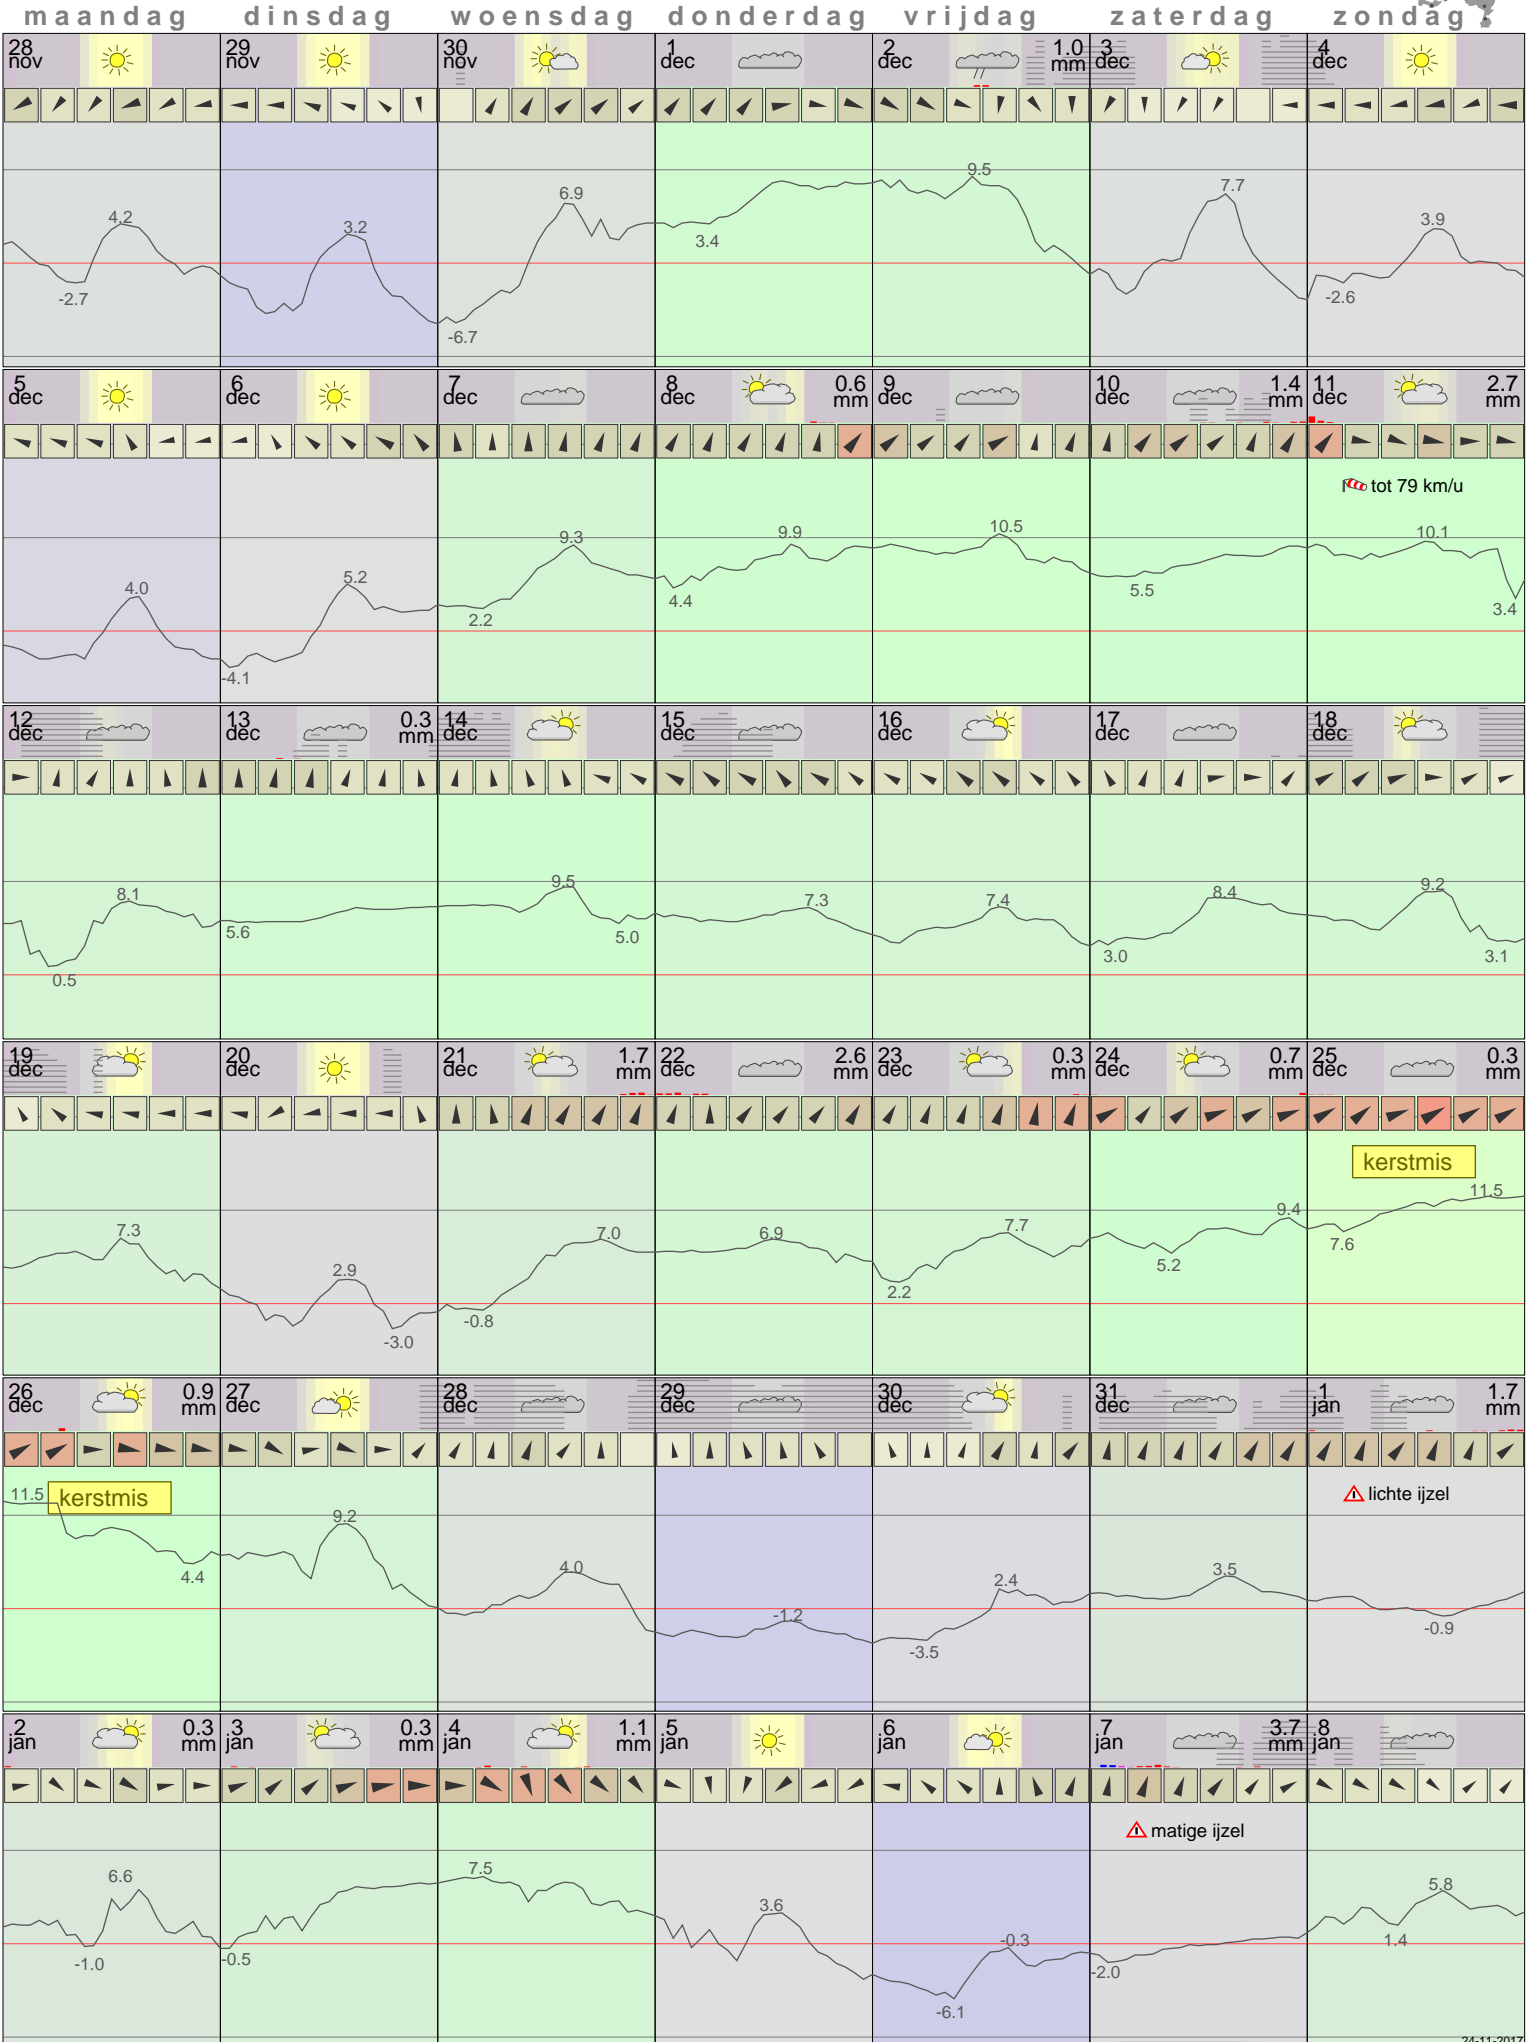 maandag dinsdag woensdag donderdag vrijdag zaterdag zondag
28 29 30 1 2 1.0 3 4
nov nov nov dec dec mm dec dec
4.2 3.2 6.9 9.5 7.7 3.9
-2.7 -6.7 3.4 -2.6
5 6 7 8 0.6 9 10 1.4 11 2.7
dec dec dec dec mm dec dec mm dec mm
tot 79 km/u
4.0 5.2 9.3 9.9 10.5 10.1
-4.1 2.2 4.4 5.5 3.4
12 13 0.3 14 15 16 17 18
dec dec mm dec dec dec dec dec
8.1 9.5 7.3 7.4 8.4 9.2
0.5 5.6 5.0 3.0 3.1
19 20 21 1.7 22 2.6 23 0.3 24 0.7 25 0.3
dec dec dec mm dec mm dec mm dec mm dec mm
kerstmis
7.3 2.9 7.0 6.9 7.7 9.4 11.5
-3.0 -0.8 2.2 5.2 7.6
26 0.9 27 28 29 30 31 1 1.7
dec mm dec dec dec dec dec jan mm
kerstmis
lichte ijzel
11.5 9.2 4.0 -1.2 2.4 3.5
4.4 -3.5 -0.9
2 0.3 3 0.3 4 1.1 5 6 7 3.7 8
jan mm jan mm jan mm jan jan jan mm jan
matige ijzel
6.6 7.5 3.6 -0.3 5.8
-1.0 -0.5 -6.1 -2.0 1.4
24-11-2017